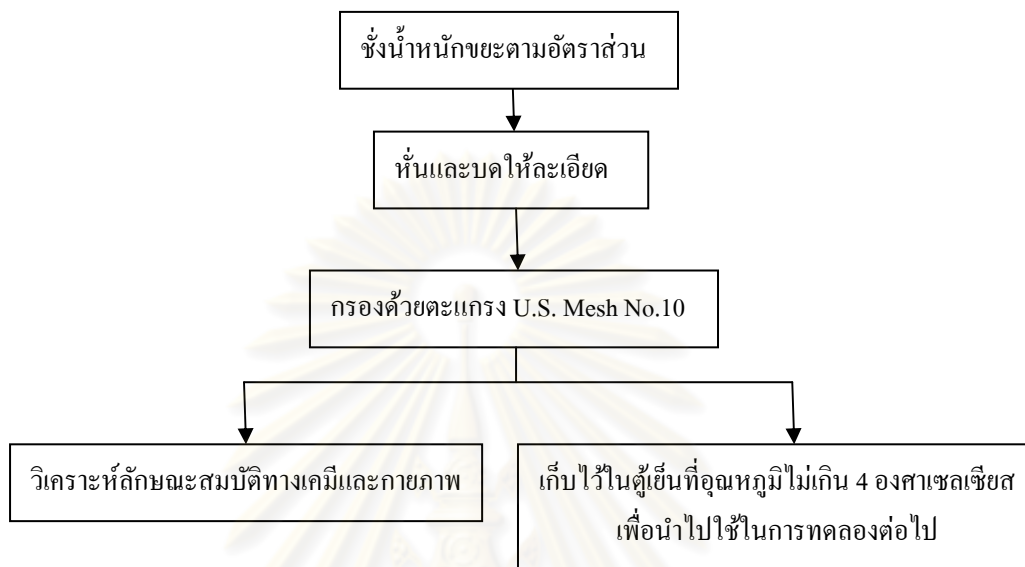 ชั่งน้ำหนักขยะตามอัตราส่วน
หั่นและบดให้ละเอียด
กรองด้วยตะแกรง U.S. Mesh No.10
วิเคราะห์ลักษณะสมบัติทางเคมีและกายภาพ
เก็บไว้ในตู้เย็นที่อุณหภูมิไม่เกิน 4 องศาเซลเซียส
เพื่อนำไปใช้ในการทดลองต่อไป